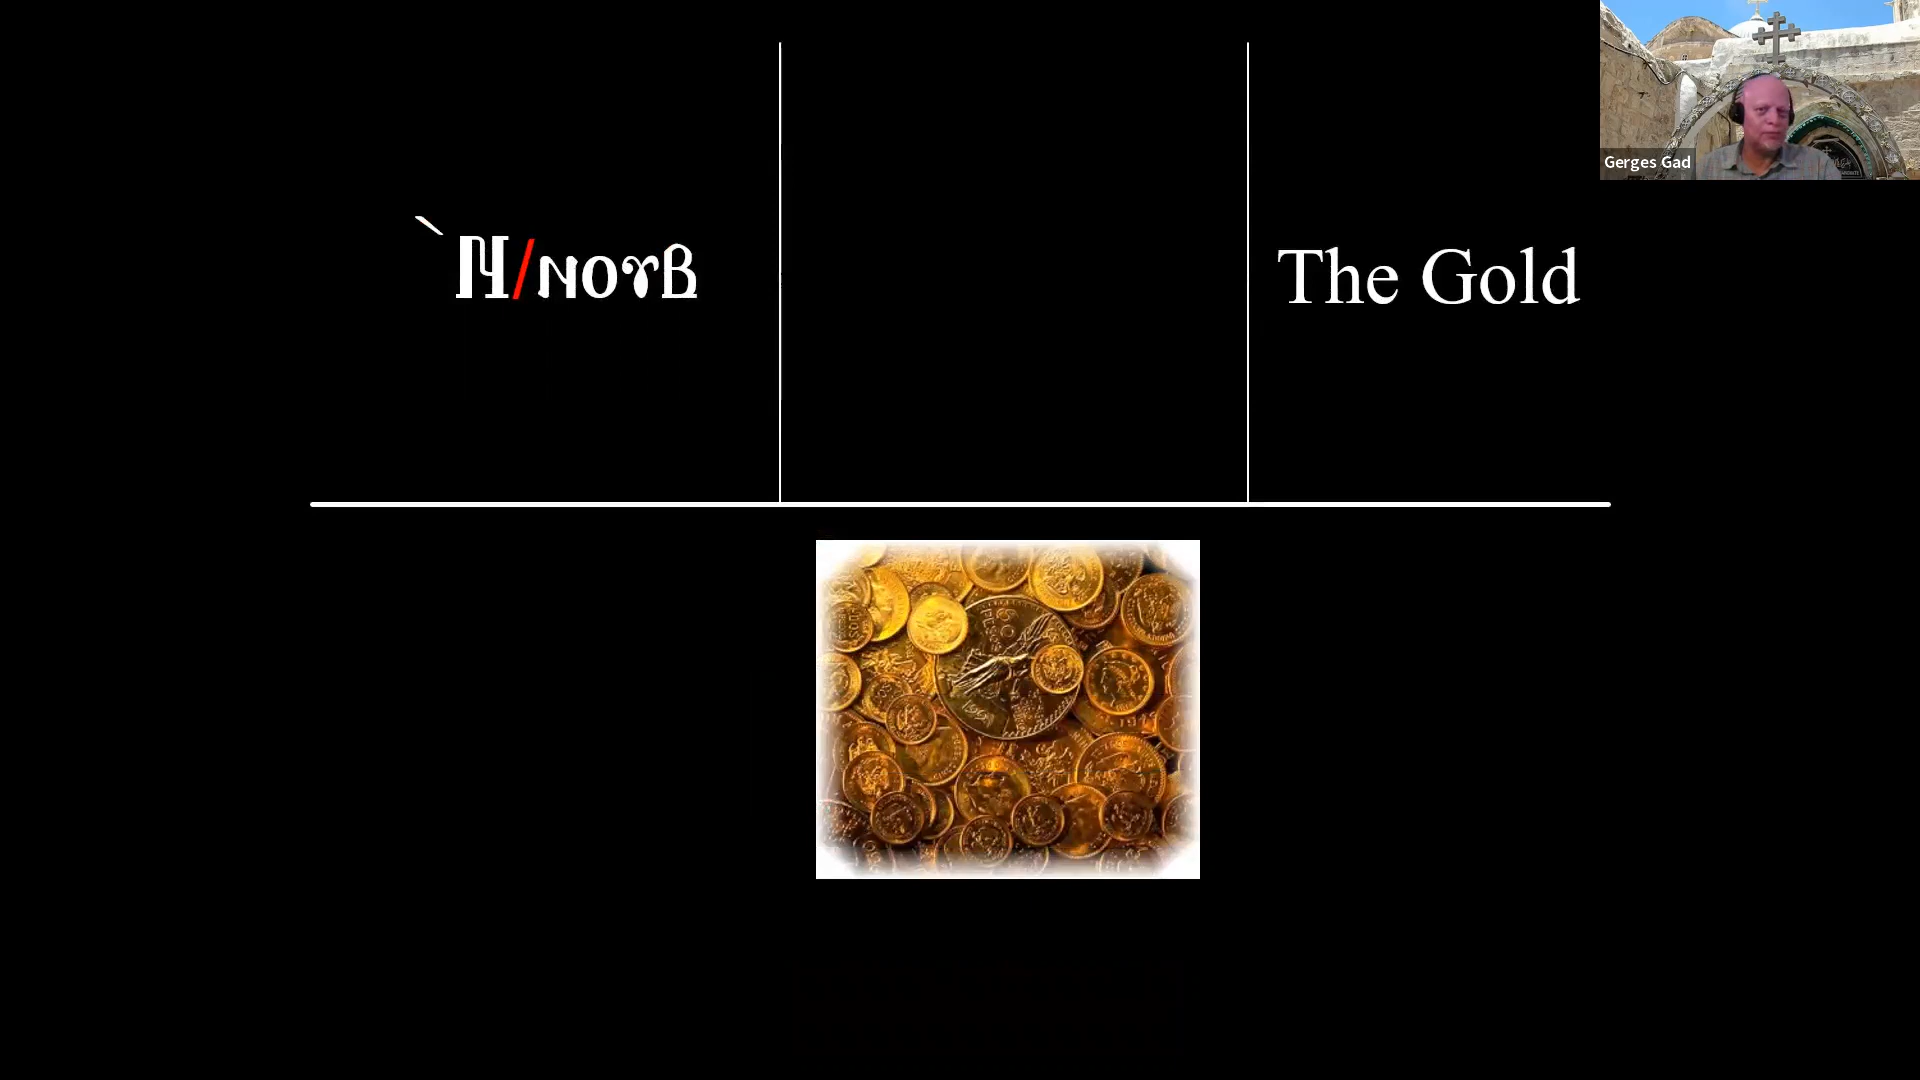 `Ⲡ/ⲛⲟⲩⲃ
The Gold
Gerges Gad